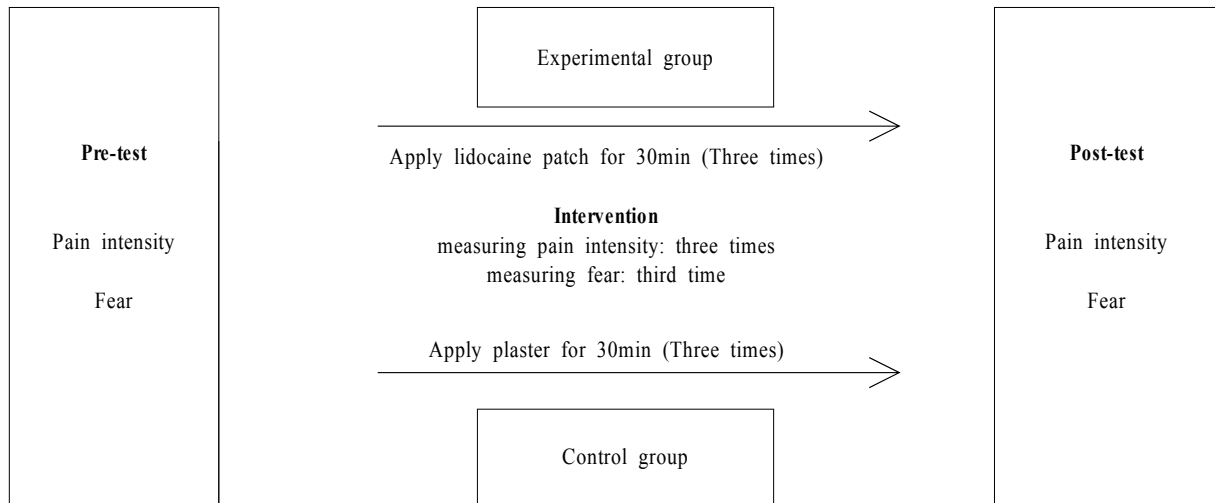 Pre-test
Pain intensity
Fear
Experimental group
Apply lidocaine patch for 30min (Three times)
Intervention
measuring pain intensity: three times
measuring fear: third time
Apply plaster for 30min (Three times)
Control group
Post-test
Pain intensity
Fear